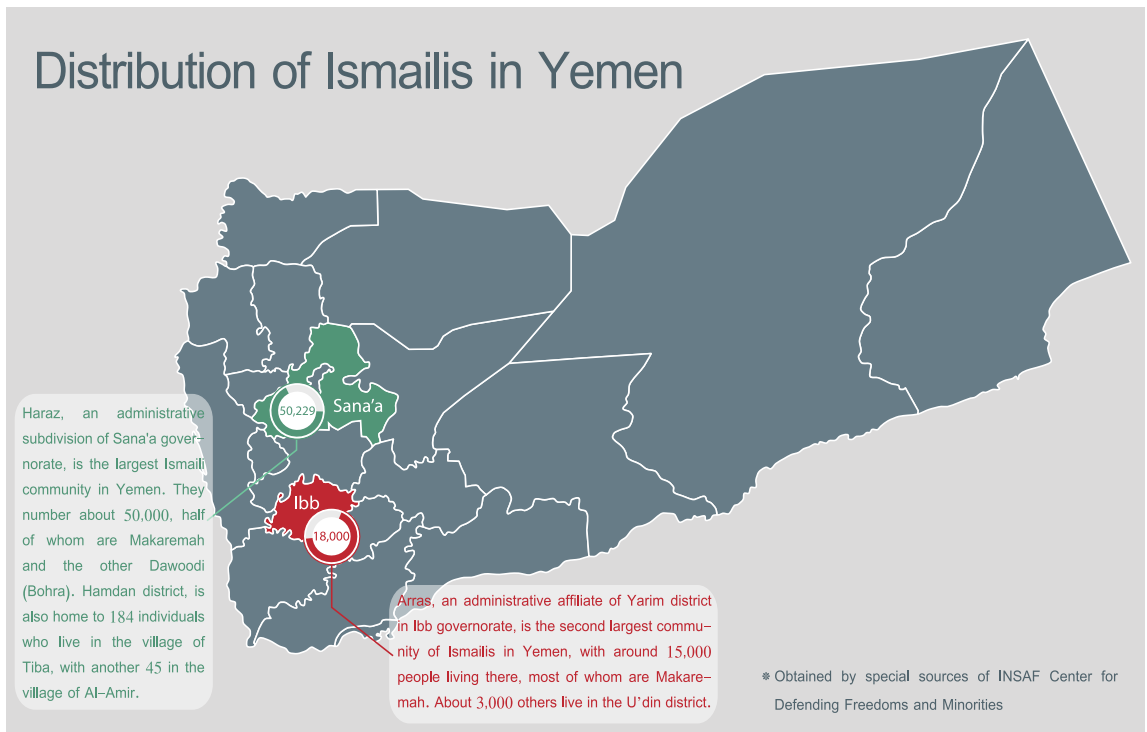 Distribution of Ismailis in Yemen
50,229
Sana'a
Haraz, an administrative
subdivision of Sana'a gover-
norate, is the largest Ismaili
community in Yemen. They
number about 50,000, half
of whom are Makaremah
and the other Dawoodi
(Bohra). Hamdan district, is
also home to 184 individuals
who live in the village of
Tiba, with another 45 in the
village of Al-Amir.
Ibb
18,000
Arras, an administrative affiliate of Yarim district
in Ibb governorate, is the second largest commu-
nity of Ismailis in Yemen, with around 15,000
people living there, most of whom are Makare-
mah. About 3,000 others live in the U'din district.
* Obtained by special sources of INSAF Center for
Defending Freedoms and Minorities